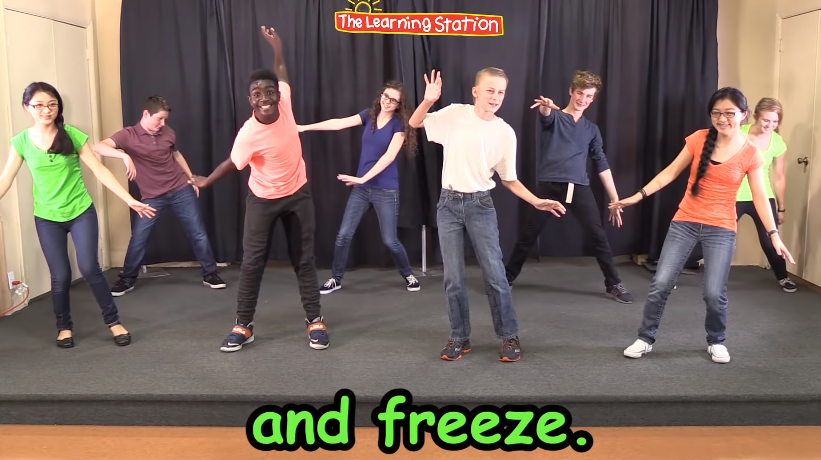 The Learning Station
and freeze.